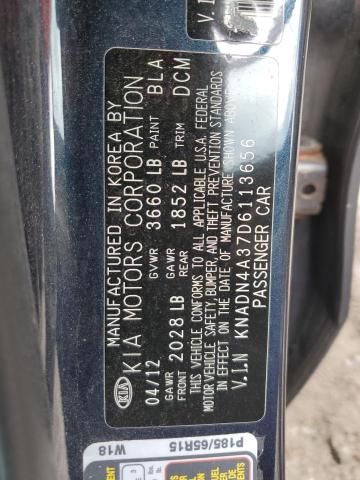 MANUFACTURED IN KOREA BY
KIA KIA MOTORS CORPORATION
04/12 GVWR 3660 LB PAINT BLA
GAWR FRONT 2028 LB GAWR REAR 1852 LB TRIM DCM
THIS VEHICLE CONFORMS TO ALL APPLICABLE U.S.A. FEDERAL
MOTOR VEHICLE SAFETY, BUMPER, AND THEFT PREVENTION STANDARDS
IN EFFECT ON THE DATE OF MANUFACTURE SHOWN ABOVE
V.I.N KNADN4A37D6113656
PASSENGER CAR
W18
P185/65R15